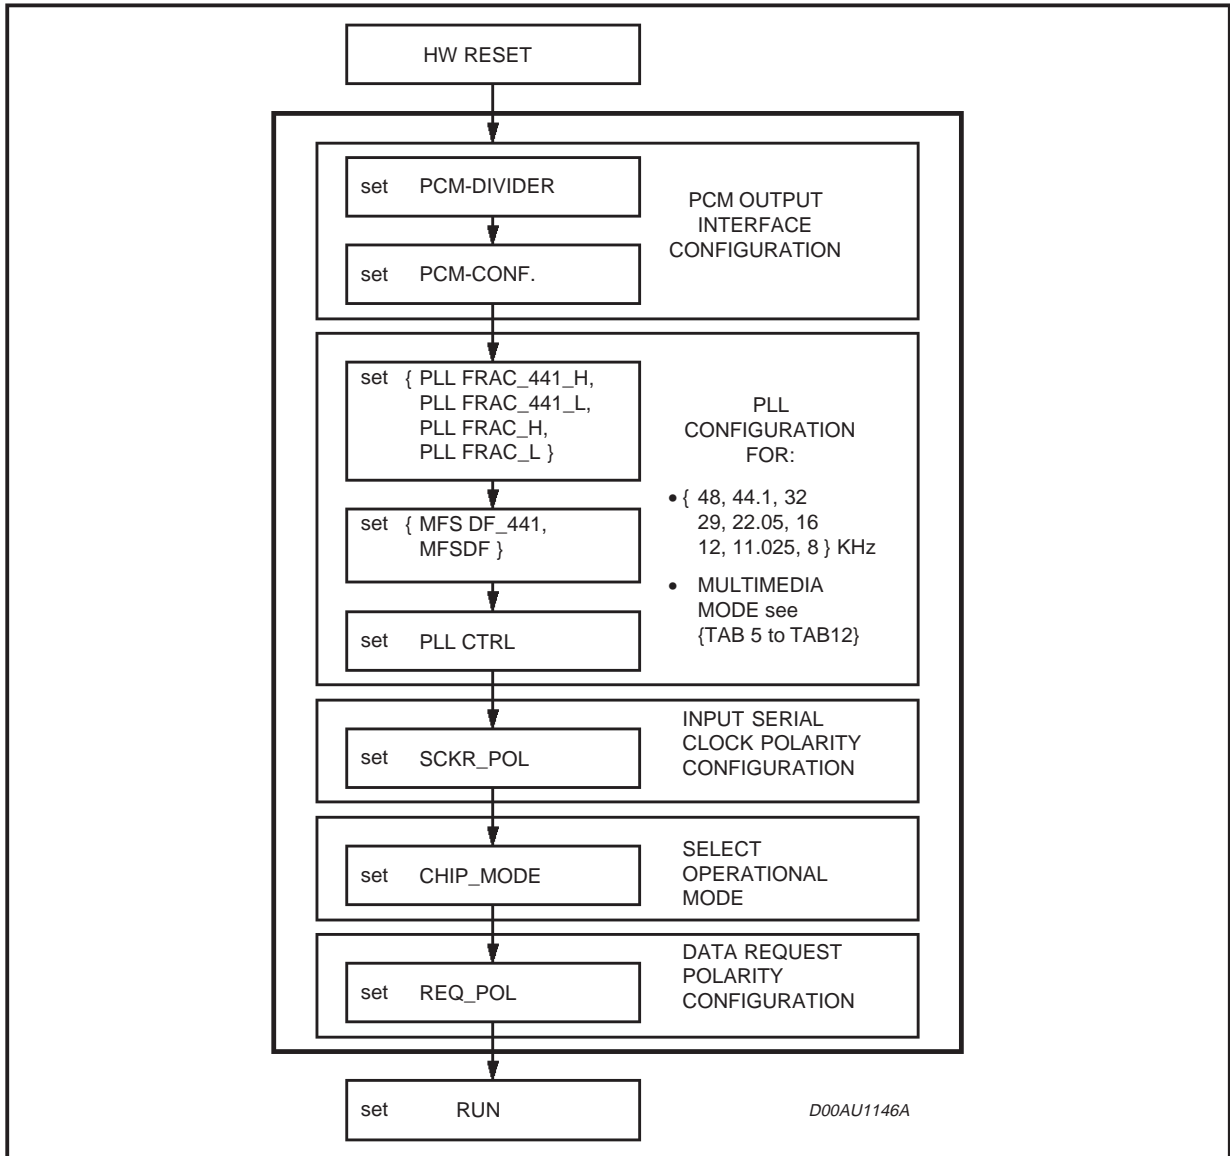 HW RESET
set PCM-DIVIDER
set PCM-CONF.
PCM OUTPUT
INTERFACE
CONFIGURATION
set { PLL FRAC_441_H,
PLL FRAC_441_L,
PLL FRAC_H,
PLL FRAC_L }
set { MFS DF_441,
MFSDF }
set PLL CTRL
PLL
CONFIGURATION
FOR:
• { 48, 44.1, 32
29, 22.05, 16
12, 11.025, 8 } KHz
• MULTIMEDIA
MODE see
{TAB 5 to TAB12}
set SCKR_POL
INPUT SERIAL
CLOCK POLARITY
CONFIGURATION
set CHIP_MODE
SELECT
OPERATIONAL
MODE
set REQ_POL
DATA REQUEST
POLARITY
CONFIGURATION
set RUN
D00AU1146A